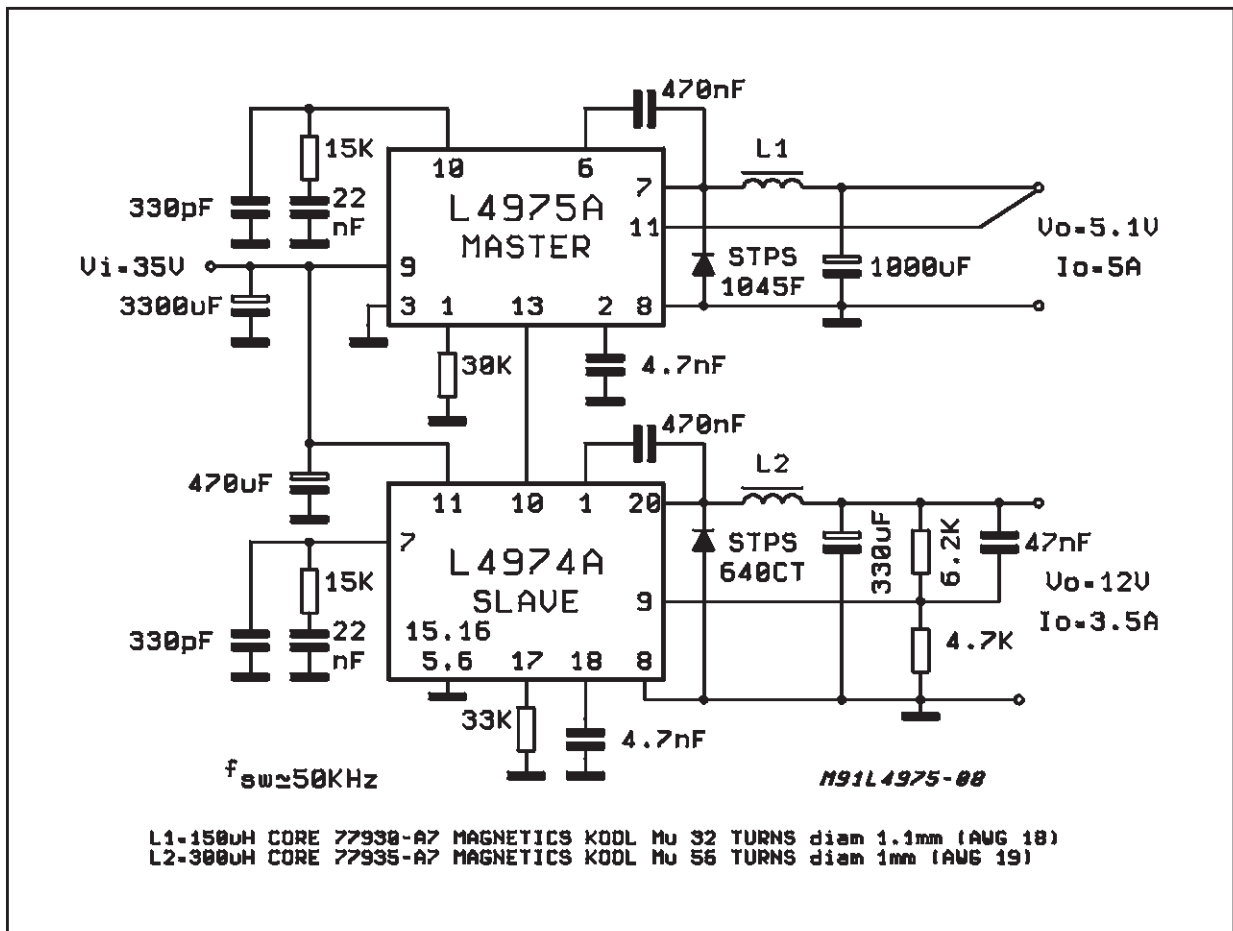 470nF
15K
10
6
L1
330pF
22
nF
L4975A
MASTER
7
11
Vo=5.1V
Io=5A
Vi=35V
9
STPS
1045F
1000uF
3300uF
3
1
13
2
8
30K
4.7nF
470nF
L2
470uF
11
10
1
20
7
L4974A
SLAVE
STPS
640CT
330uF
6.2K
47nF
15K
9
Vo=12V
Io=3.5A
330pF
22
nF
15.16
5.6
17
18
8
4.7K
33K
4.7nF
fsw≃50KHz
M91L4975-08
L1=150uH CORE 77930-A7 MAGNETICS KOOL Mu 32 TURNS diam 1.1mm (AWG 18)
L2=300uH CORE 77935-A7 MAGNETICS KOOL Mu 56 TURNS diam 1mm (AWG 19)